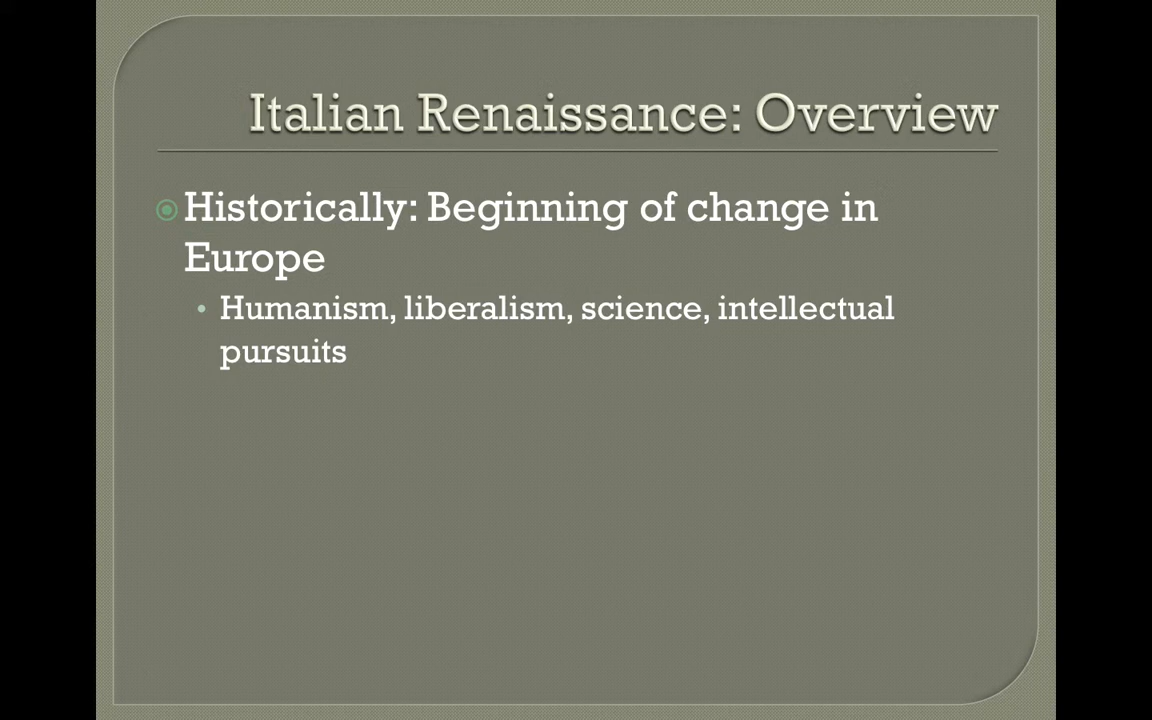 Italian Renaissance: Overview
Historically: Beginning of change in
Europe
• Humanism, liberalism, science, intellectual
pursuits